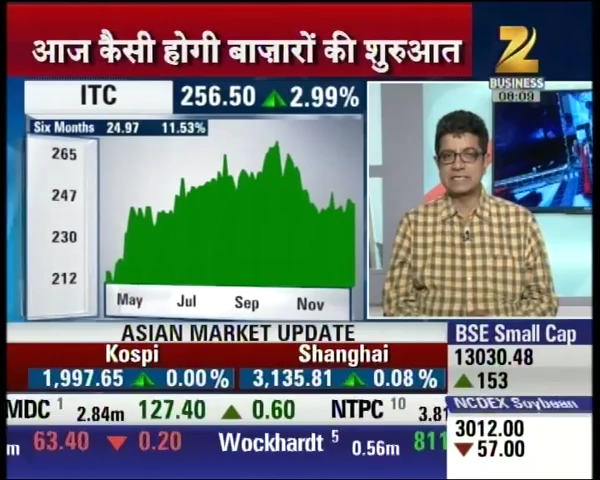 आज कैसी होगी बाज़ारों की शुरुआत
Z
BUSINESS
08:09
ITC 256.50 2.99%
Six Months 24.97 11.53%
265
247
230
212
May Jul Sep Nov
ASIAN MARKET UPDATE
Kospi Shanghai
1,997.65 0.00% 3,135.81 0.08%
BSE Small Cap
13030.48
153
MDC 1 2.84m 127.40 0.60 NTPC 10 3.81
NCDEX Soybean
3012.00
57.00
m 63.40 0.20 Wockhardt 5 0.56m 811